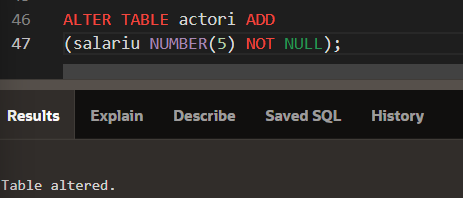 46 ALTER TABLE actori ADD
47 (salariu NUMBER(5) NOT NULL);
Results Explain Describe Saved SQL History
Table altered.